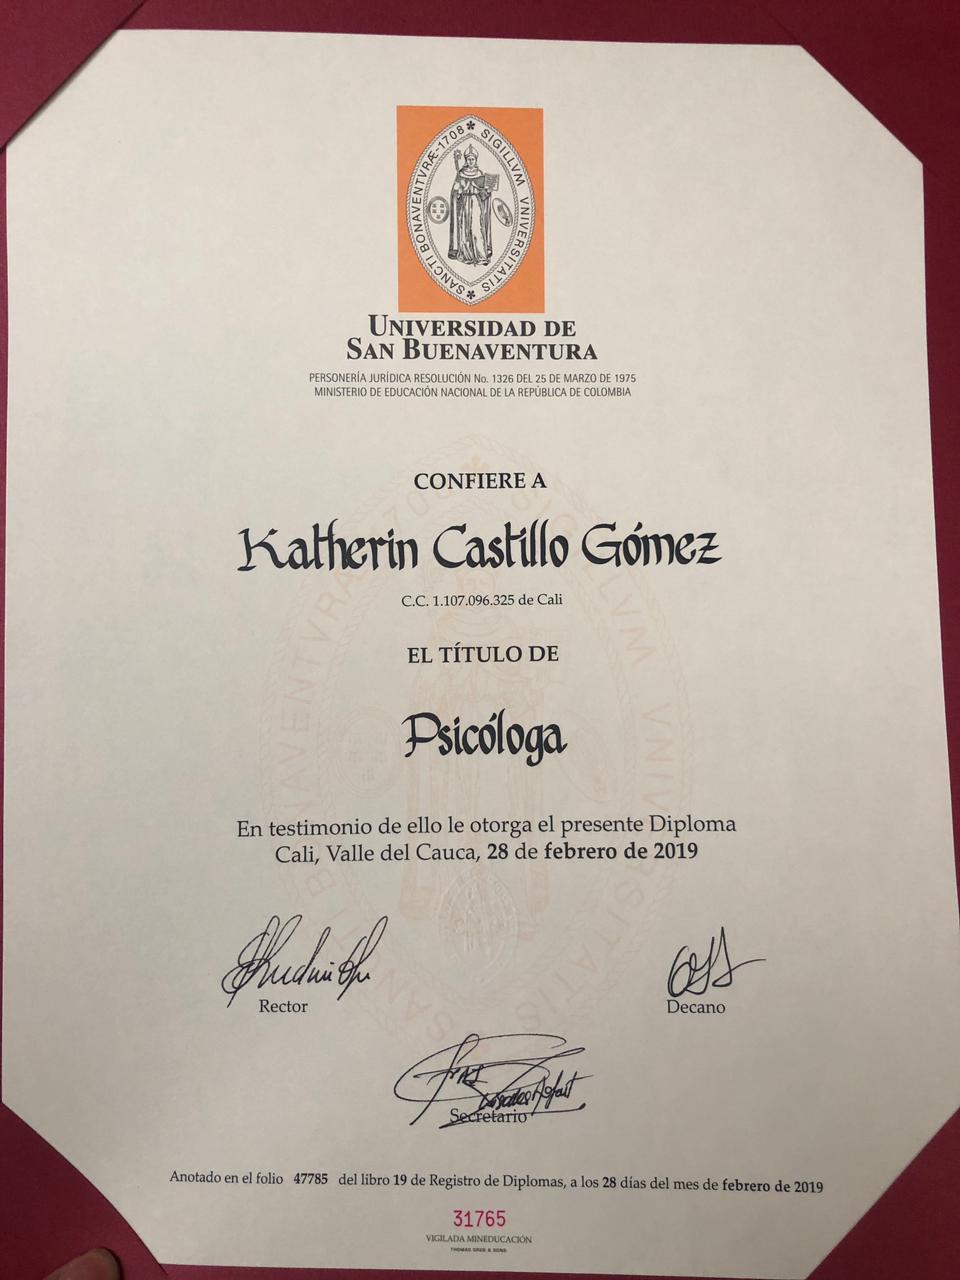 SIGILLVM VNIVERSITATIS * SANCTI BONAVENTVRÆ-1708 *
UNIVERSIDAD DE
SAN BUENAVENTURA
PERSONERÍA JURÍDICA RESOLUCIÓN No. 1326 DEL 25 DE MARZO DE 1975
MINISTERIO DE EDUCACIÓN NACIONAL DE LA REPÚBLICA DE COLOMBIA
CONFIERE A
Katherin Castillo Gómez
C.C. 1.107.096.325 de Cali
EL TÍTULO DE
Psicóloga
En testimonio de ello le otorga el presente Diploma
Cali, Valle del Cauca, 28 de febrero de 2019
Rector
Decano
Secretario
Anotado en el folio 47785 del libro 19 de Registro de Diplomas, a los 28 días del mes de febrero de 2019
31765
VIGILADA MINEDUCACIÓN
THOMAS GREG & SONS